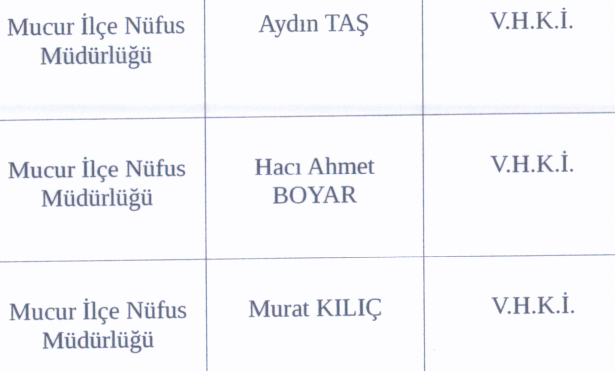 Mucur İlçe Nüfus Müdürlüğü
Aydın TAŞ
V.H.K.İ.
Mucur İlçe Nüfus Müdürlüğü
Hacı Ahmet BOYAR
V.H.K.İ.
Mucur İlçe Nüfus Müdürlüğü
Murat KILIÇ
V.H.K.İ.